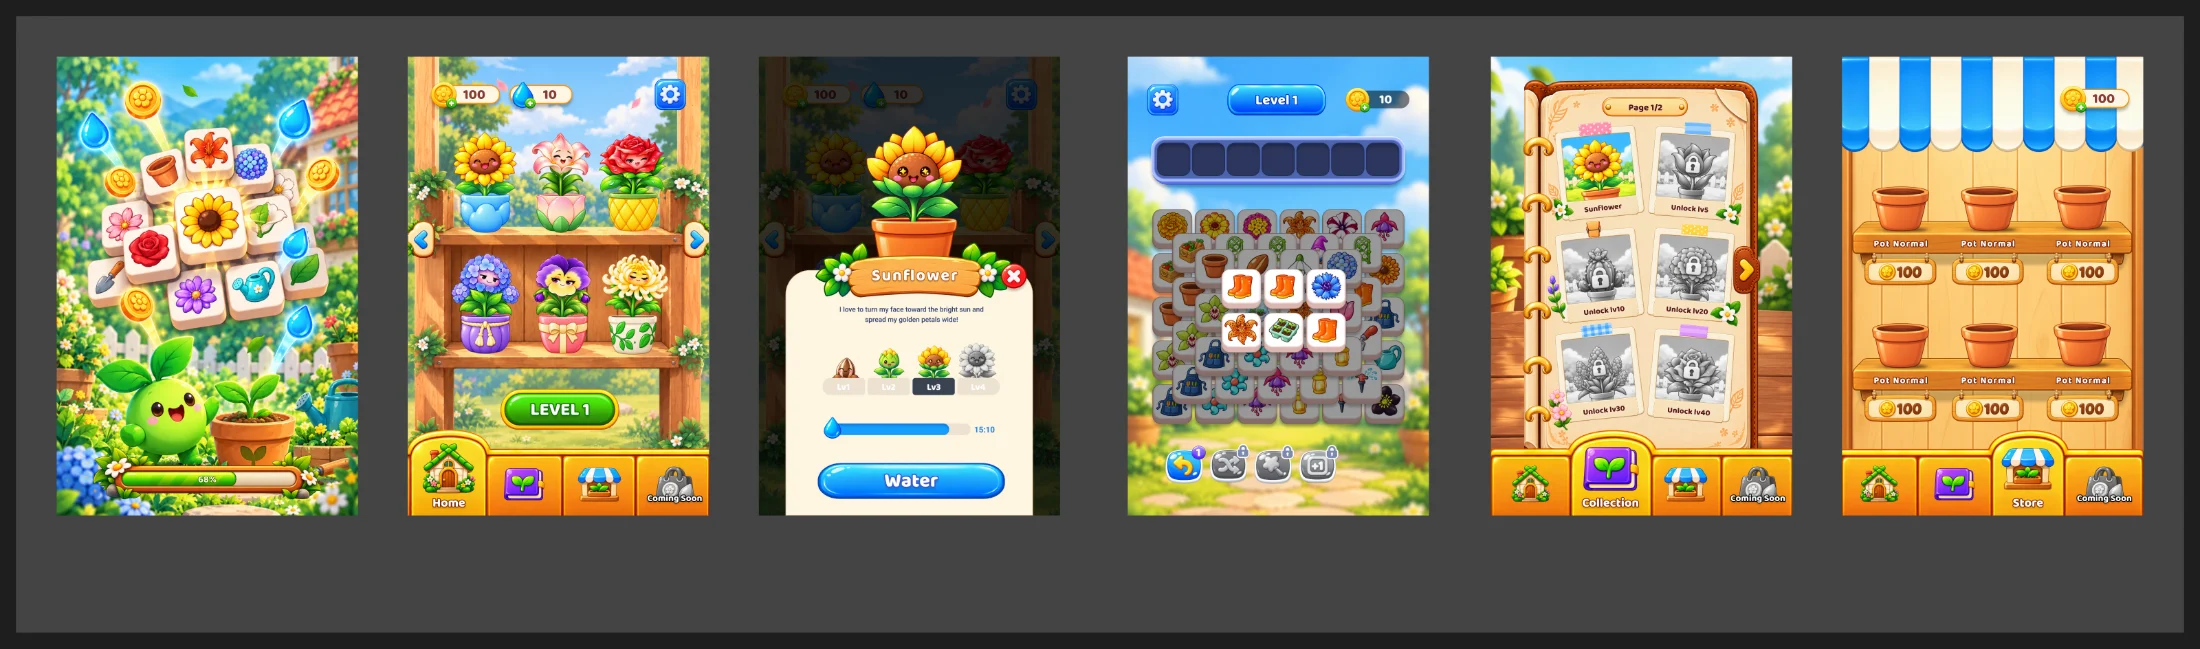 68%
100
10
LEVEL 1
Home
Coming Soon
100
10
Sunflower
I love to turn my face toward the bright sun and
spread my golden petals wide!
Lv1
Lv2
Lv3
Lv4
15:10
Water
Level 1
10
1
+1
Page 1/2
Sunflower
Unlock lv5
Unlock lv10
Unlock lv20
Unlock lv30
Unlock lv40
Collection
Coming Soon
100
Pot Normal
Pot Normal
Pot Normal
100
100
100
Pot Normal
Pot Normal
Pot Normal
100
100
100
Store
Coming Soon